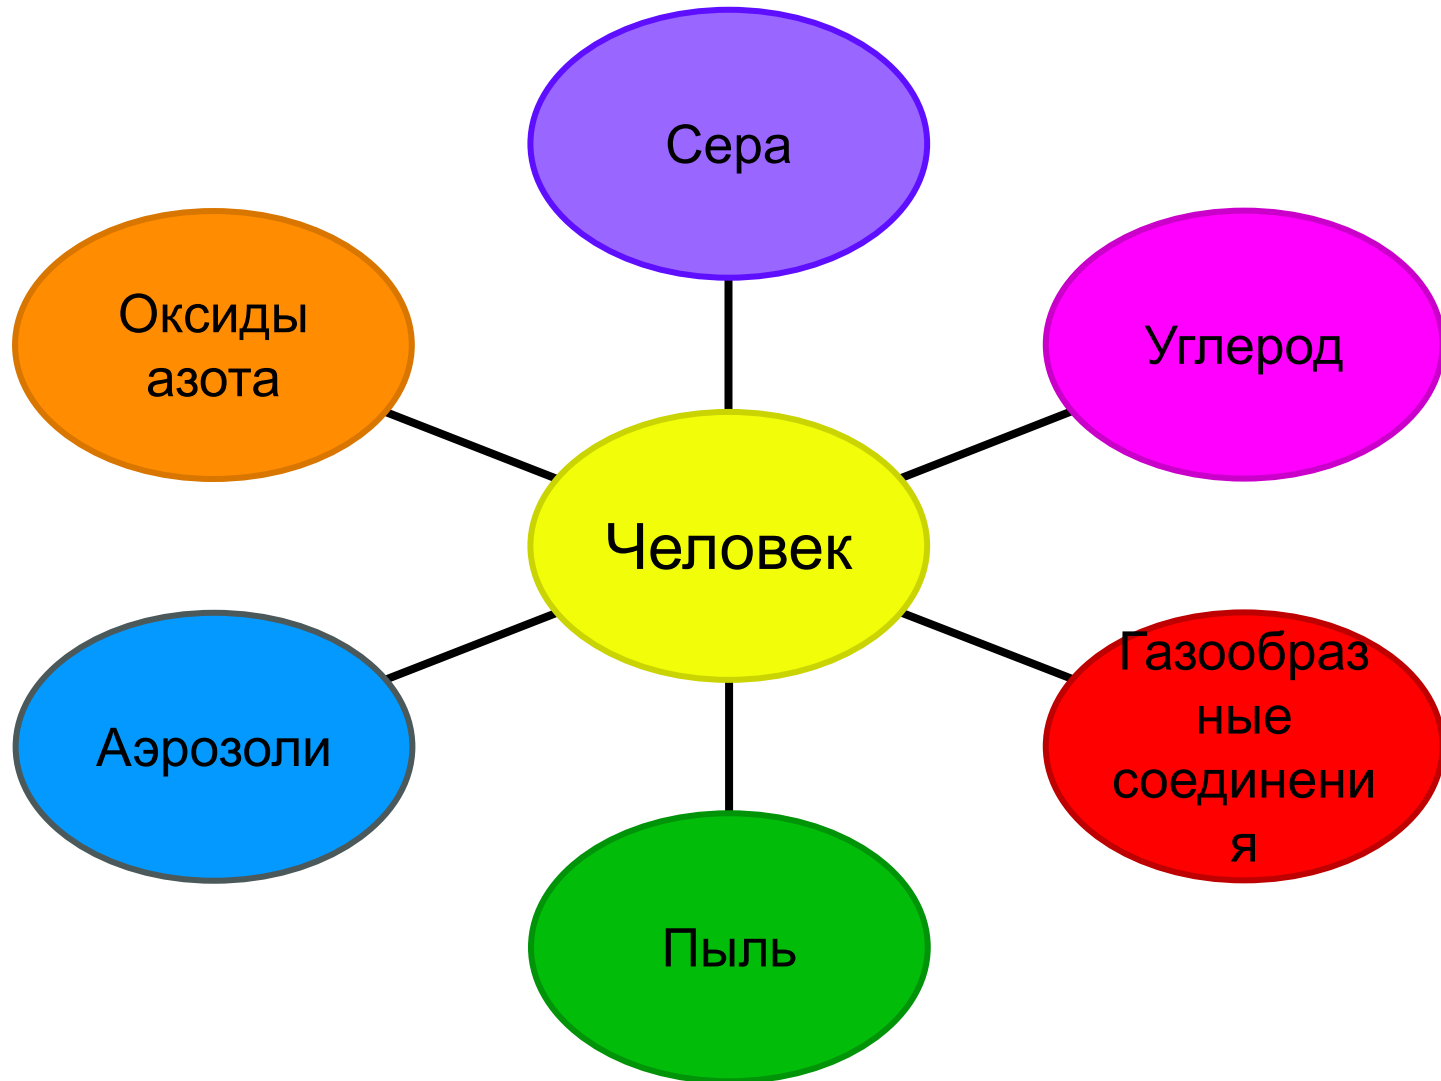 Сера
Оксиды
азота
Углерод
Человек
Газообраз
ные
соединени
я
Аэрозоли
Пыль